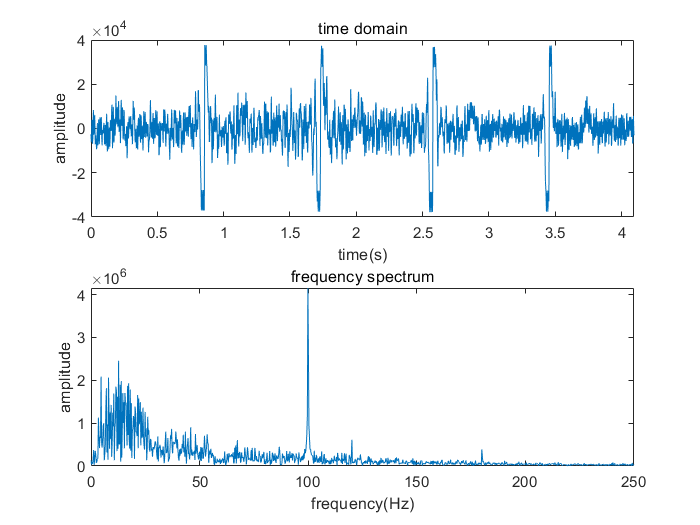 ×10⁴
time domain
4
2
0
-2
-4
amplitude
0 0.5 1 1.5 2 2.5 3 3.5 4
time(s)
×10⁶
frequency spectrum
4
3
2
1
0
amplitude
0 50 100 150 200 250
frequency(Hz)